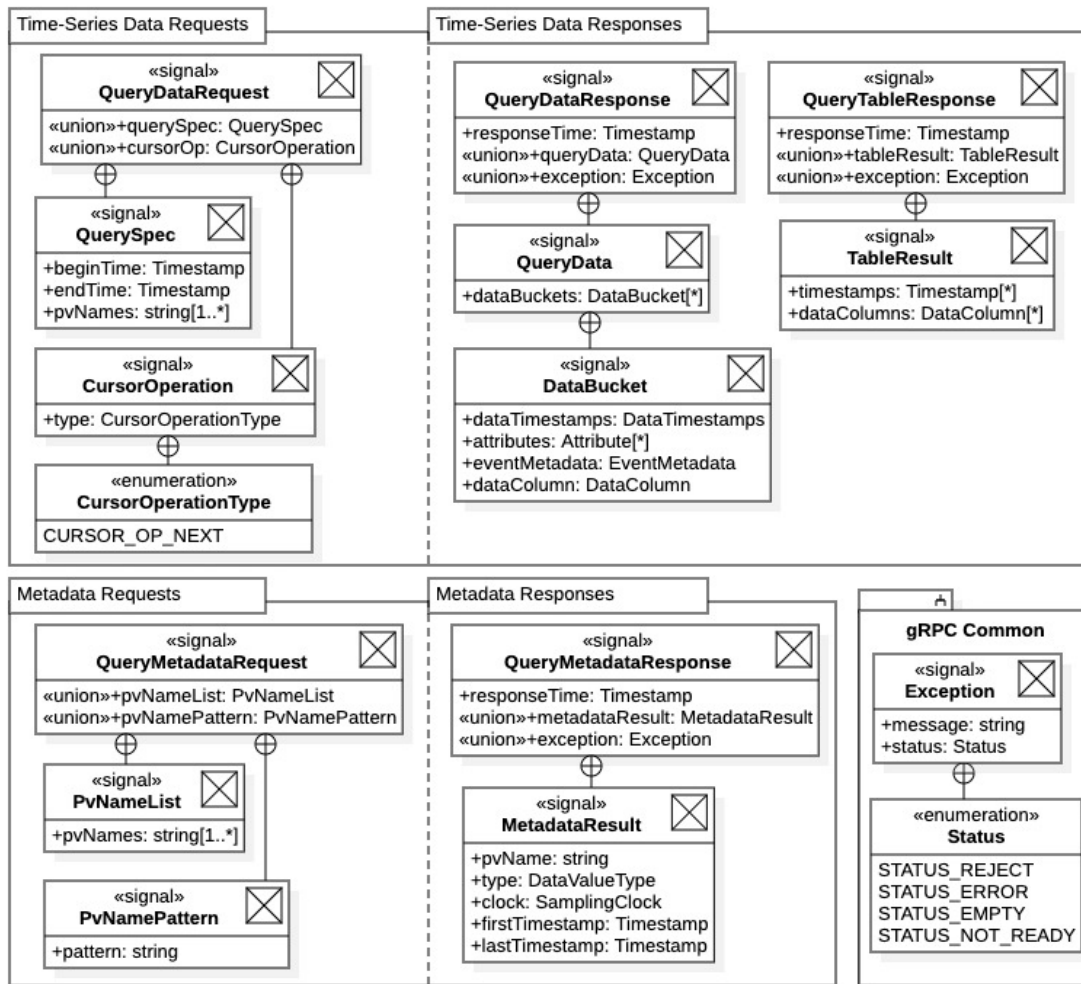 Time-Series Data Requests
«signal»
QueryDataRequest
«union»+querySpec: QuerySpec
«union»+cursorOp: CursorOperation
«signal»
QuerySpec
+beginTime: Timestamp
+endTime: Timestamp
+pvNames: string[1..*]
«signal»
CursorOperation
+type: CursorOperationType
«enumeration»
CursorOperationType
CURSOR_OP_NEXT
Time-Series Data Responses
«signal»
QueryDataResponse
+responseTime: Timestamp
«union»+queryData: QueryData
«union»+exception: Exception
«signal»
QueryData
+dataBuckets: DataBucket[*]
«signal»
DataBucket
+dataTimestamps: DataTimestamps
+attributes: Attribute[*]
+eventMetadata: EventMetadata
+dataColumn: DataColumn
«signal»
QueryTableResponse
+responseTime: Timestamp
«union»+tableResult: TableResult
«union»+exception: Exception
«signal»
TableResult
+timestamps: Timestamp[*]
+dataColumns: DataColumn[*]
Metadata Requests
«signal»
QueryMetadataRequest
«union»+pvNameList: PvNameList
«union»+pvNamePattern: PvNamePattern
«signal»
PvNameList
+pvNames: string[1..*]
«signal»
PvNamePattern
+pattern: string
Metadata Responses
«signal»
QueryMetadataResponse
+responseTime: Timestamp
«union»+metadataResult: MetadataResult
«union»+exception: Exception
«signal»
MetadataResult
+pvName: string
+type: DataValueType
+clock: SamplingClock
+firstTimestamp: Timestamp
+lastTimestamp: Timestamp
gRPC Common
«signal»
Exception
+message: string
+status: Status
«enumeration»
Status
STATUS_REJECT
STATUS_ERROR
STATUS_EMPTY
STATUS_NOT_READY